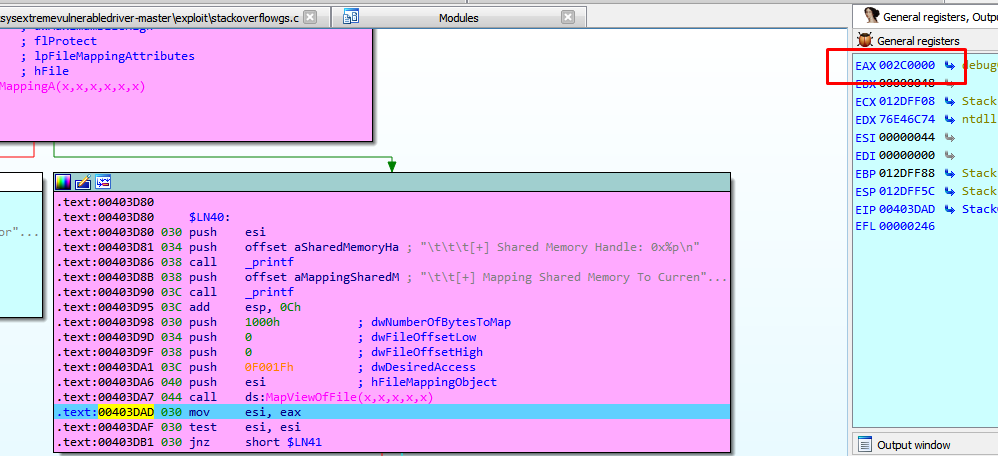 sysextremevulnerabledriver-master\exploit\stackoverflowgs.c
Modules
General registers, Outpu
General registers
; flProtect
; lpFileMappingAttributes
; hFile
MappingA(x,x,x,x,x,x)
EAX 002C0000 debug
EBX 00000048
ECX 012DFF08 Stack
EDX 76E46C74 ntdll
ESI 00000044
EDI 00000000
EBP 012DFF88 Stack
ESP 012DFF5C Stack
EIP 00403DAD Stack
EFL 00000246
or"...
.text:00403D80
.text:00403D80 $LN40:
.text:00403D80 030 push esi
.text:00403D81 034 push offset aSharedMemoryHa ; "\t\t\t[+] Shared Memory Handle: 0x%p\n"
.text:00403D86 038 call _printf
.text:00403D8B 038 push offset aMappingSharedM ; "\t\t[+] Mapping Shared Memory To Curren"...
.text:00403D90 03C call _printf
.text:00403D95 03C add esp, 0Ch
.text:00403D98 030 push 1000h ; dwNumberOfBytesToMap
.text:00403D9D 034 push 0 ; dwFileOffsetLow
.text:00403D9F 038 push 0 ; dwFileOffsetHigh
.text:00403DA1 03C push 0F001Fh ; dwDesiredAccess
.text:00403DA6 040 push esi ; hFileMappingObject
.text:00403DA7 044 call ds:MapViewOfFile(x,x,x,x,x)
.text:00403DAD 030 mov esi, eax
.text:00403DAF 030 test esi, esi
.text:00403DB1 030 jnz short $LN41
Output window